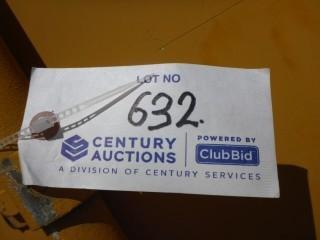 LOT NO
632.
CENTURY AUCTIONS
POWERED BY
ClubBid
A DIVISION OF CENTURY SERVICES